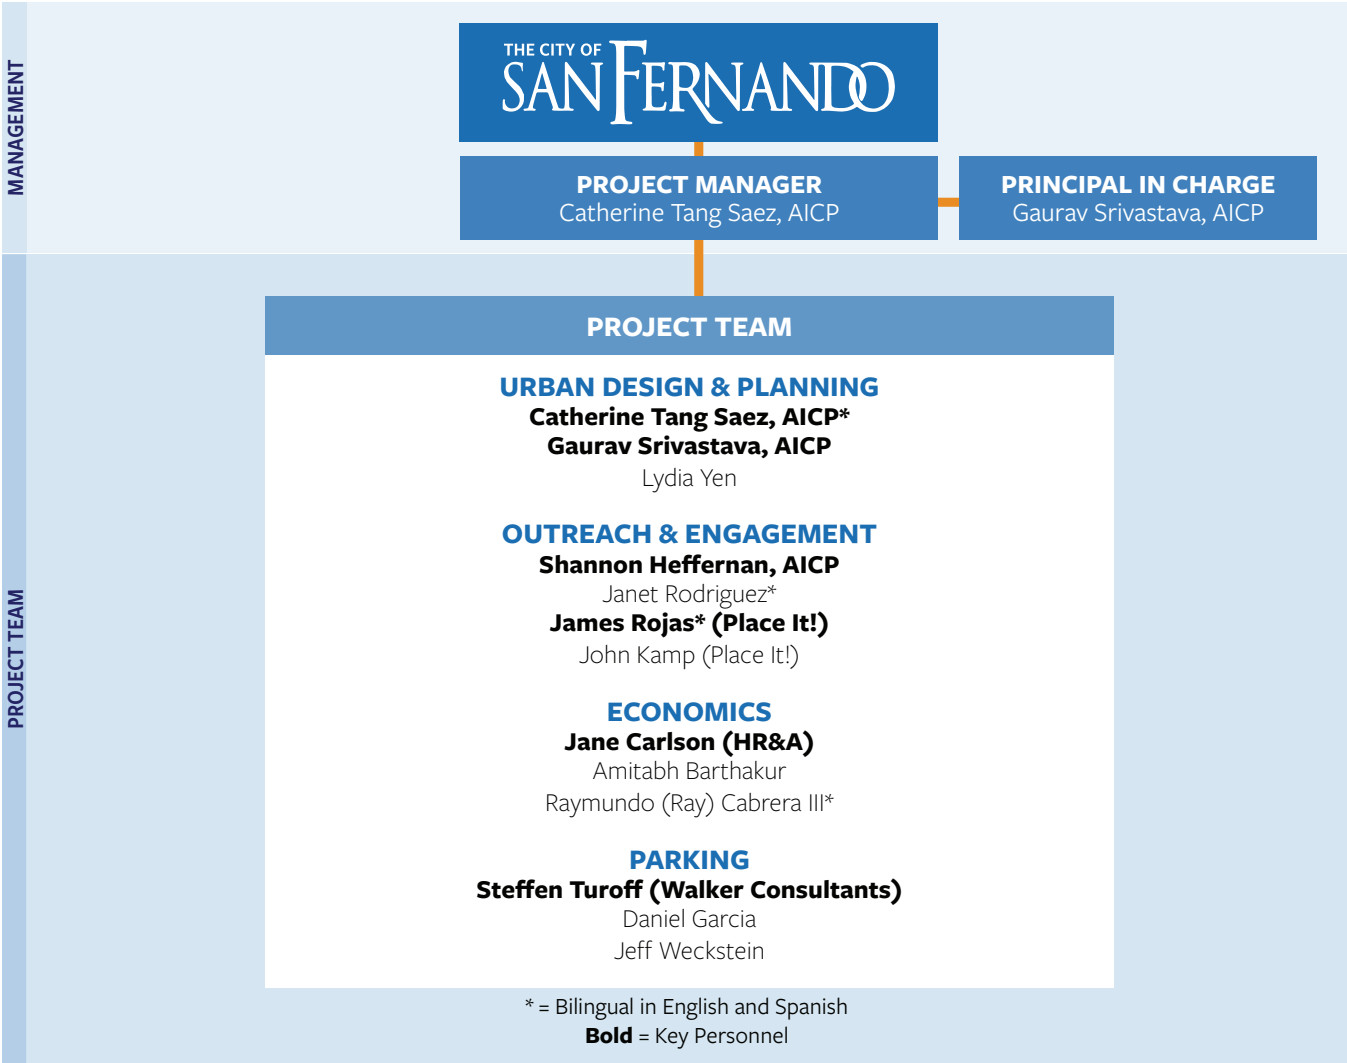 MANAGEMENT
THE CITY OF
SAN FERNANDO
PROJECT MANAGER
Catherine Tang Saez, AICP
PRINCIPAL IN CHARGE
Gaurav Srivastava, AICP
PROJECT TEAM
PROJECT TEAM
URBAN DESIGN & PLANNING
Catherine Tang Saez, AICP*
Gaurav Srivastava, AICP
Lydia Yen
OUTREACH & ENGAGEMENT
Shannon Heffernan, AICP
Janet Rodriguez*
James Rojas* (Place It!)
John Kamp (Place It!)
ECONOMICS
Jane Carlson (HR&A)
Amitabh Barthakur
Raymundo (Ray) Cabrera III*
PARKING
Steffen Turoff (Walker Consultants)
Daniel Garcia
Jeff Weckstein
* = Bilingual in English and Spanish
Bold = Key Personnel